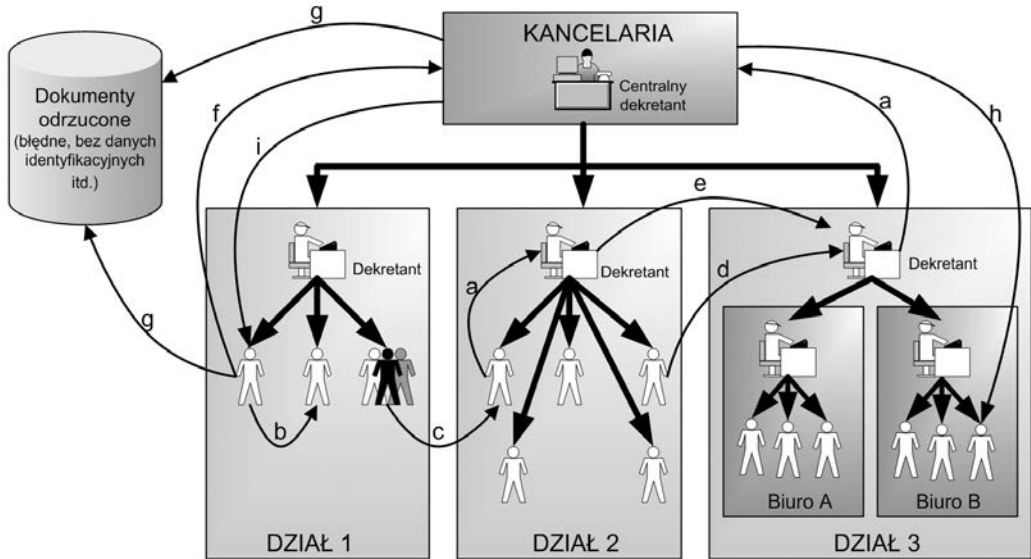 g
KANCELARIA
Centralny
dekretant
Dokumenty
odrzucone
(błędne, bez danych
identyfikacyjnych
itd.)
f
i
a
h
e
Dekretant
a
Dekretant
d
Dekretant
g
b
c
Biuro A
Biuro B
DZIAŁ 1
DZIAŁ 2
DZIAŁ 3